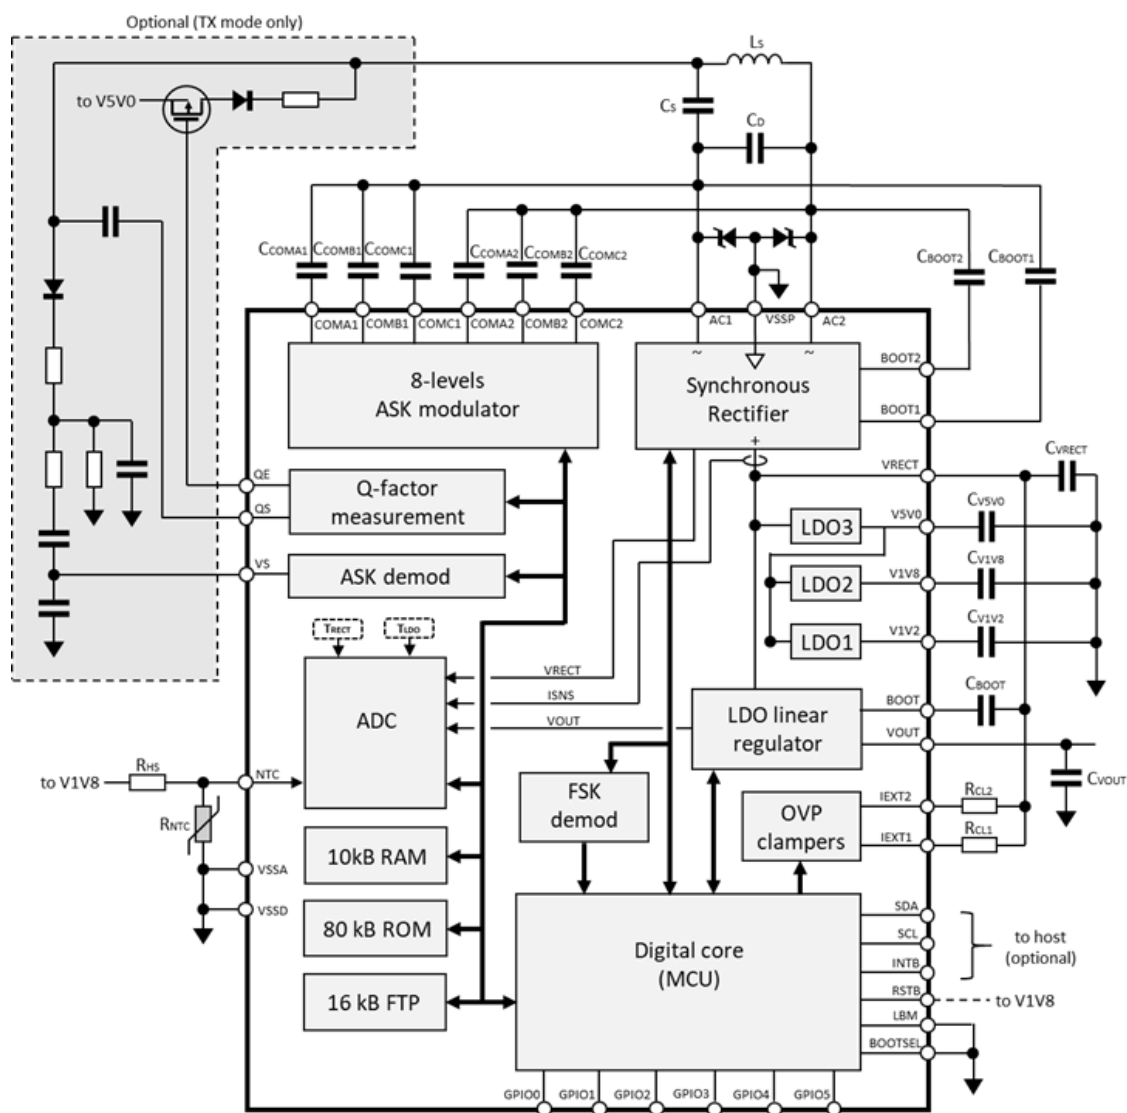 Optional (TX mode only)
LS
to V5V0
CS
CD
CCOMA1
CCOMB1
CCOMC1
CCOMA2
CCOMB2
CCOMC2
CBOOT2
CBOOT1
COMA1
COMB1
COMC1
COMA2
COMB2
COMC2
AC1
VSSP
AC2
~
~
8-levels
ASK modulator
Synchronous
Rectifier
+
BOOT2
BOOT1
VRECT
CVRECT
QE
QS
Q-factor
measurement
LDO3
V5V0
CV5V0
VS
ASK demod
LDO2
V1V8
CV1V8
LDO1
V1V2
CV1V2
TRECT
TLDO
ADC
VRECT
ISNS
VOUT
LDO linear
regulator
BOOT
CBOOT
VOUT
CVOUT
to V1V8
RHS
NTC
RNTC
FSK
demod
OVP
clampers
IEXT2
RCL2
IEXT1
RCL1
10kB RAM
VSSA
VSSD
80 kB ROM
16 kB FTP
Digital core
(MCU)
SDA
SCL
INTB
to host
(optional)
RSTB
to V1V8
LBM
BOOTSEL
GPIO0
GPIO1
GPIO2
GPIO3
GPIO4
GPIO5